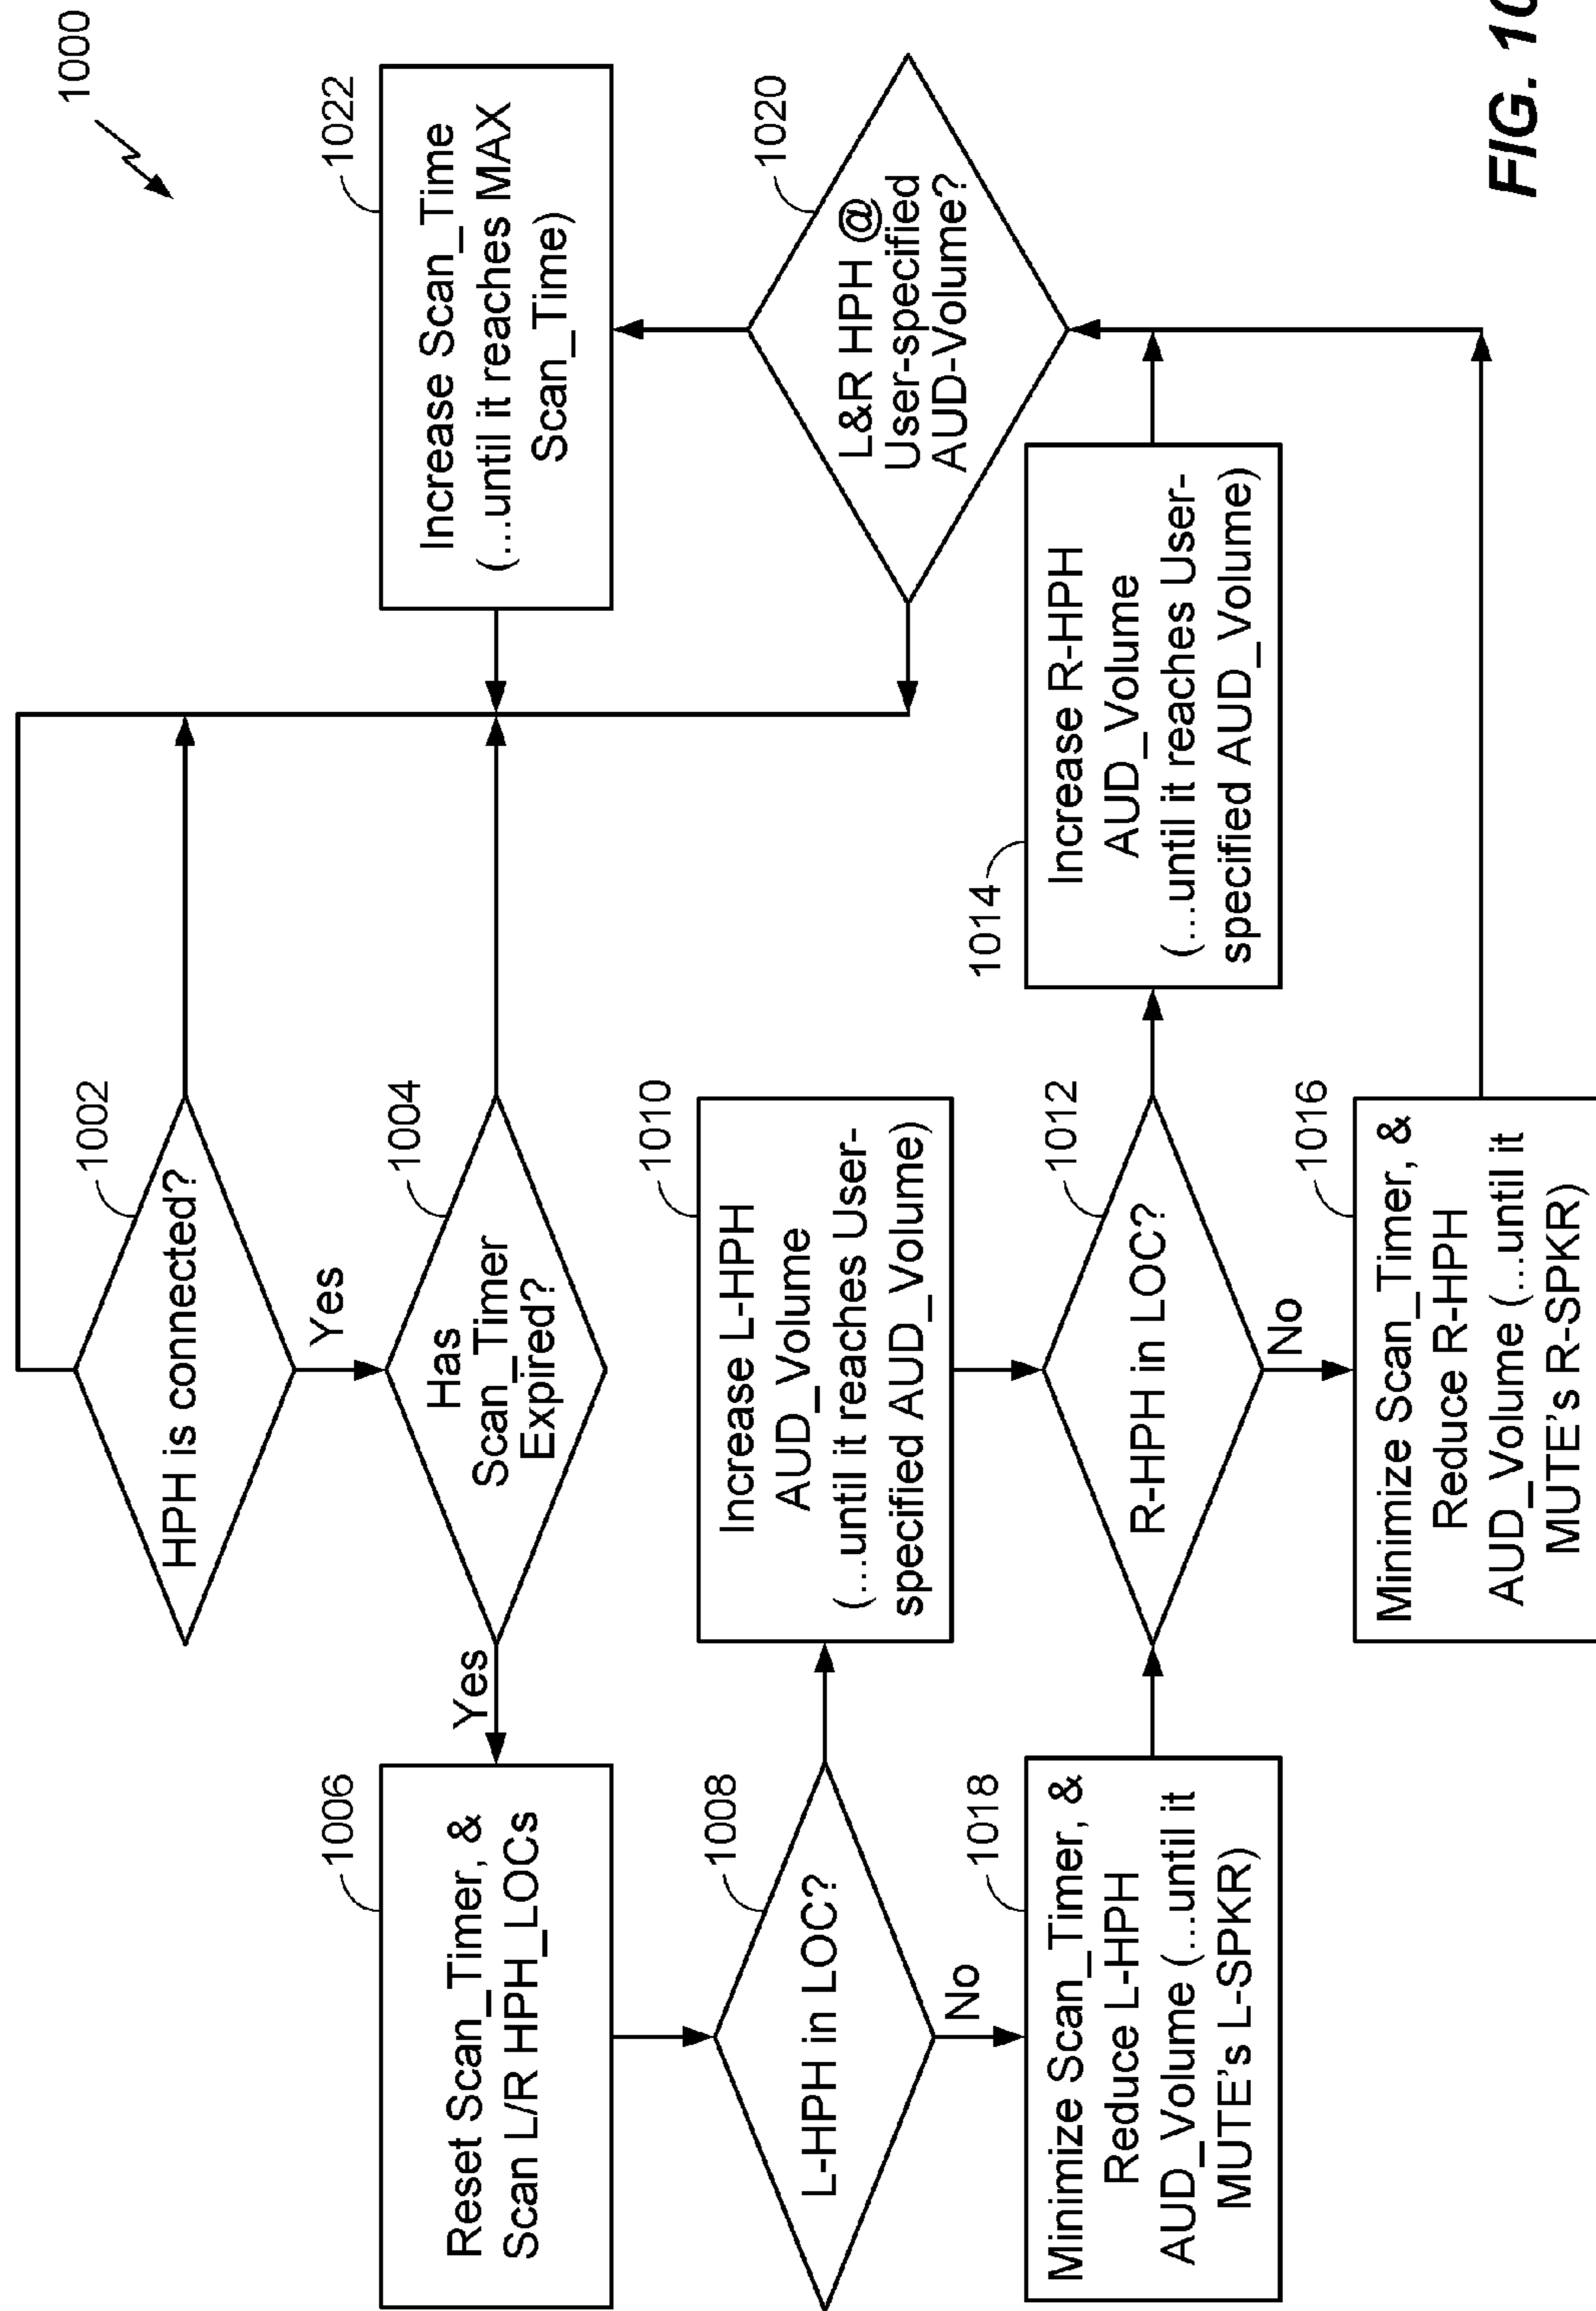 1000
1002
HPH is connected?
Yes
1004
Has
Scan_Timer
Expired?
Yes
1006
Reset Scan_Timer, &
Scan L/R HPH_LOCs
1008
L-HPH in LOC?
No
1010
Increase L-HPH
AUD_Volume
(...until it reaches User-
specified AUD_Volume)
1018
Minimize Scan_Timer, &
Reduce L-HPH
AUD_Volume (...until it
MUTE's L-SPKR)
1012
R-HPH in LOC?
No
1014
Increase R-HPH
AUD_Volume
(...until it reaches User-
specified AUD_Volume)
1016
Minimize Scan_Timer, &
Reduce R-HPH
AUD_Volume (...until it
MUTE's R-SPKR)
1020
L&R HPH @
User-specified
AUD-Volume?
1022
Increase Scan_Time
(...until it reaches MAX
Scan_Time)
FIG. 10